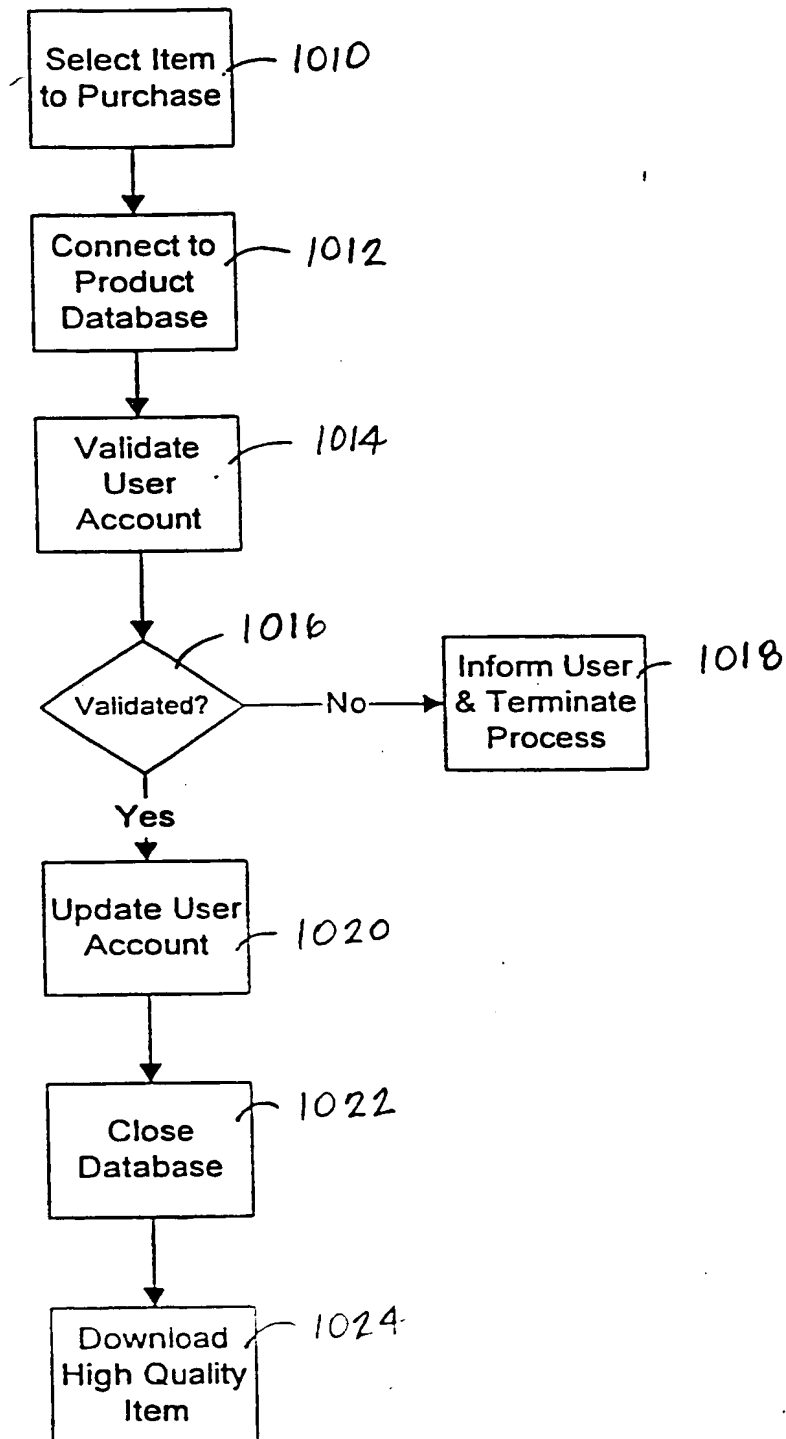 Select Item
to Purchase
1010
Connect to
Product
Database
1012
Validate
User
Account
1014
Validated?
1016
No
Inform User
& Terminate
Process
1018
Yes
Update User
Account
1020
Close
Database
1022
Download
High Quality
Item
1024